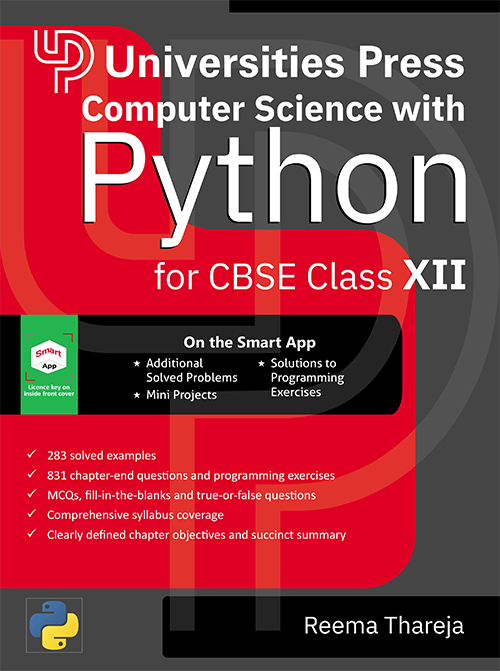 Universities Press
Computer Science with
Python
for CBSE Class XII
Smart
App
Licence key on
inside front cover
On the Smart App
★ Additional
Solved Problems
★ Mini Projects
★ Solutions to
Programming
Exercises
✓ 283 solved examples
✓ 831 chapter-end questions and programming exercises
✓ MCQs, fill-in-the-blanks and true-or-false questions
✓ Comprehensive syllabus coverage
✓ Clearly defined chapter objectives and succinct summary
Reema Thareja